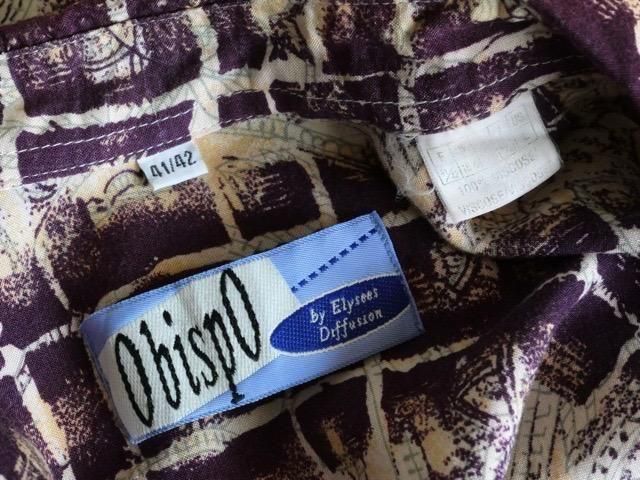 41/42
100% VISCOSE
ObispO
by Elysees
Diffusion